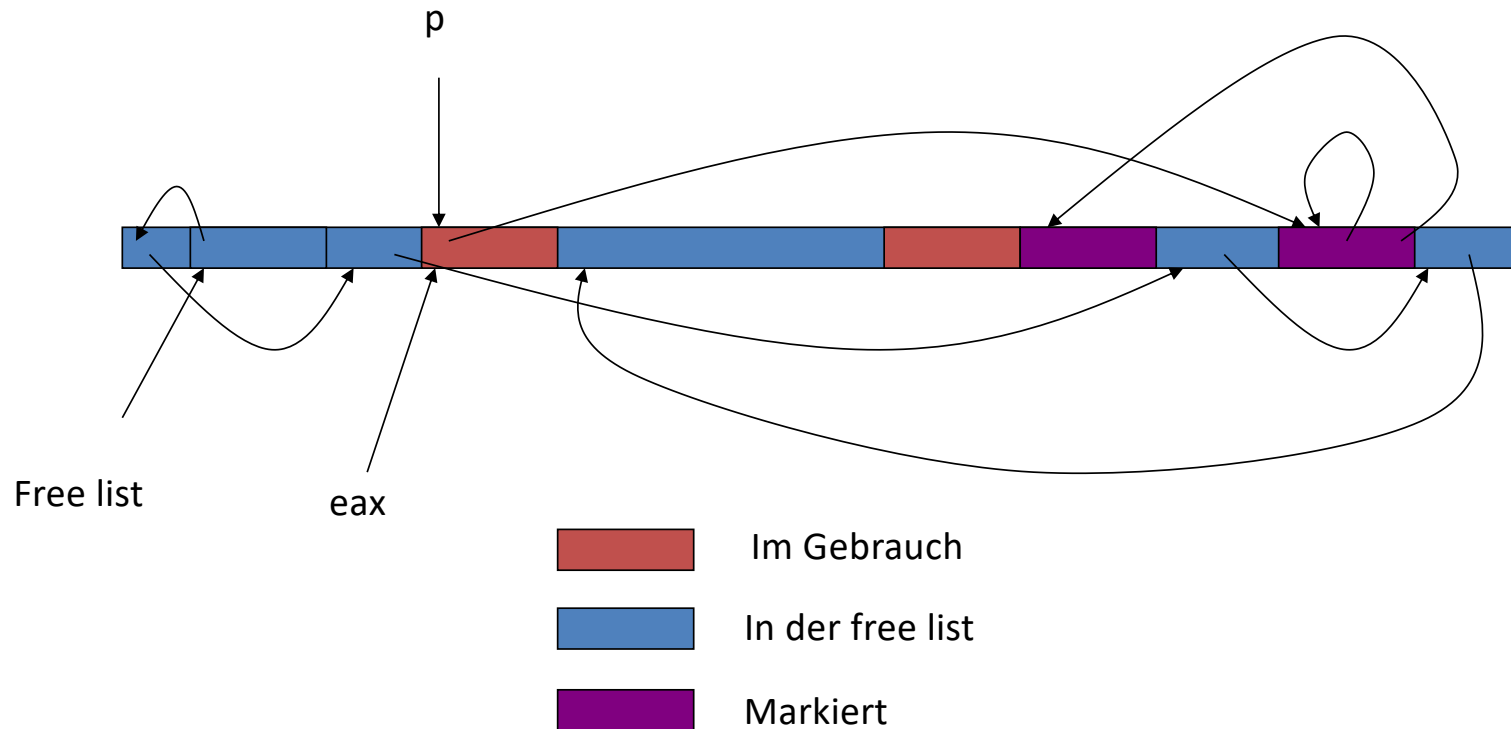 p
Free list
eax
Im Gebrauch
In der free list
Markiert